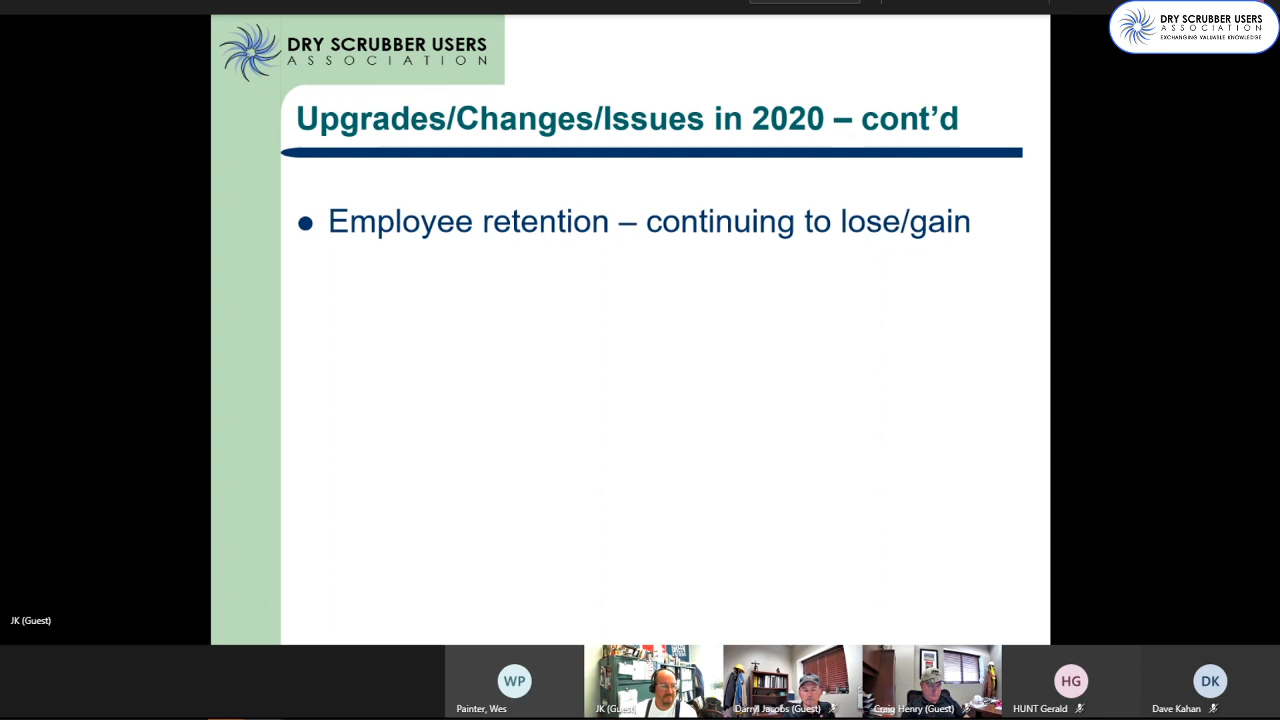 DRY SCRUBBER USERS
ASSOCIATION
DRY SCRUBBER USERS
ASSOCIATION
EXCHANGING VALUABLE KNOWLEDGE
Upgrades/Changes/Issues in 2020 – cont’d
● Employee retention – continuing to lose/gain
JK (Guest)
WP
HG
DK
Painter, Wes
JK (Guest)
Darryl Jacobs (Guest)
Craig Henry (Guest)
HUNT Gerald
Dave Kahan